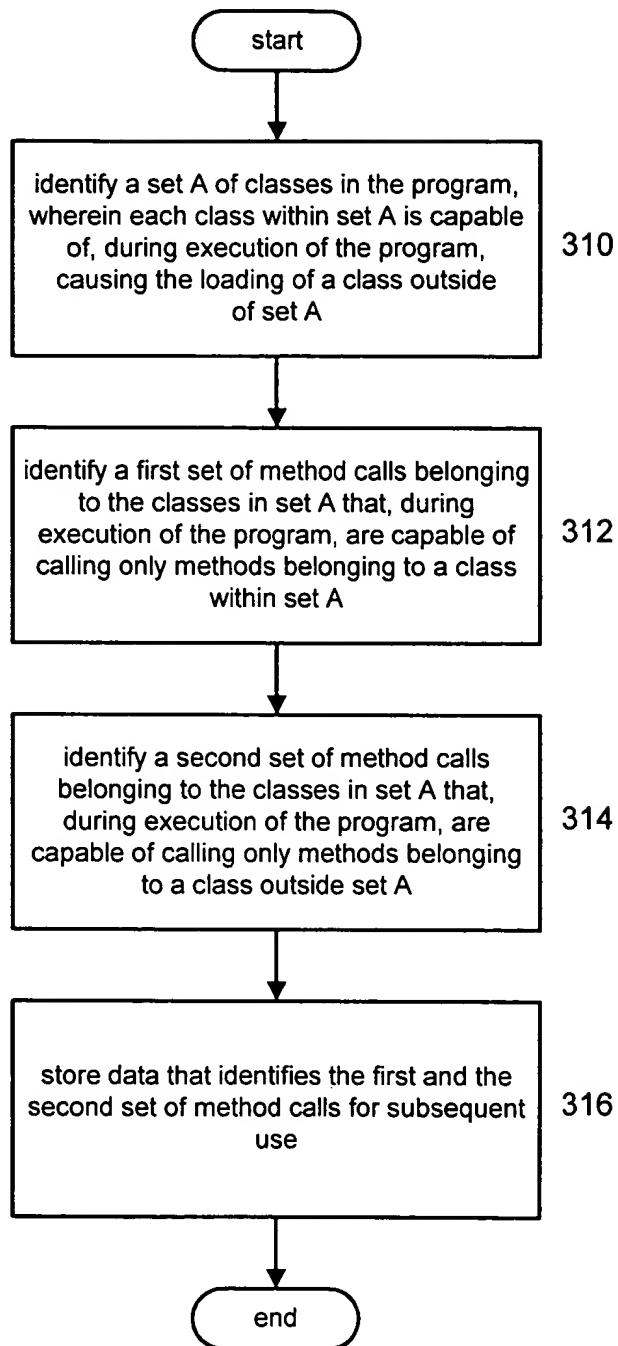 start
identify a set A of classes in the program,
wherein each class within set A is capable
of, during execution of the program,
causing the loading of a class outside
of set A
310
identify a first set of method calls belonging
to the classes in set A that, during
execution of the program, are capable of
calling only methods belonging to a class
within set A
312
identify a second set of method calls
belonging to the classes in set A that,
during execution of the program, are
capable of calling only methods belonging
to a class outside set A
314
store data that identifies the first and the
second set of method calls for subsequent
use
316
end